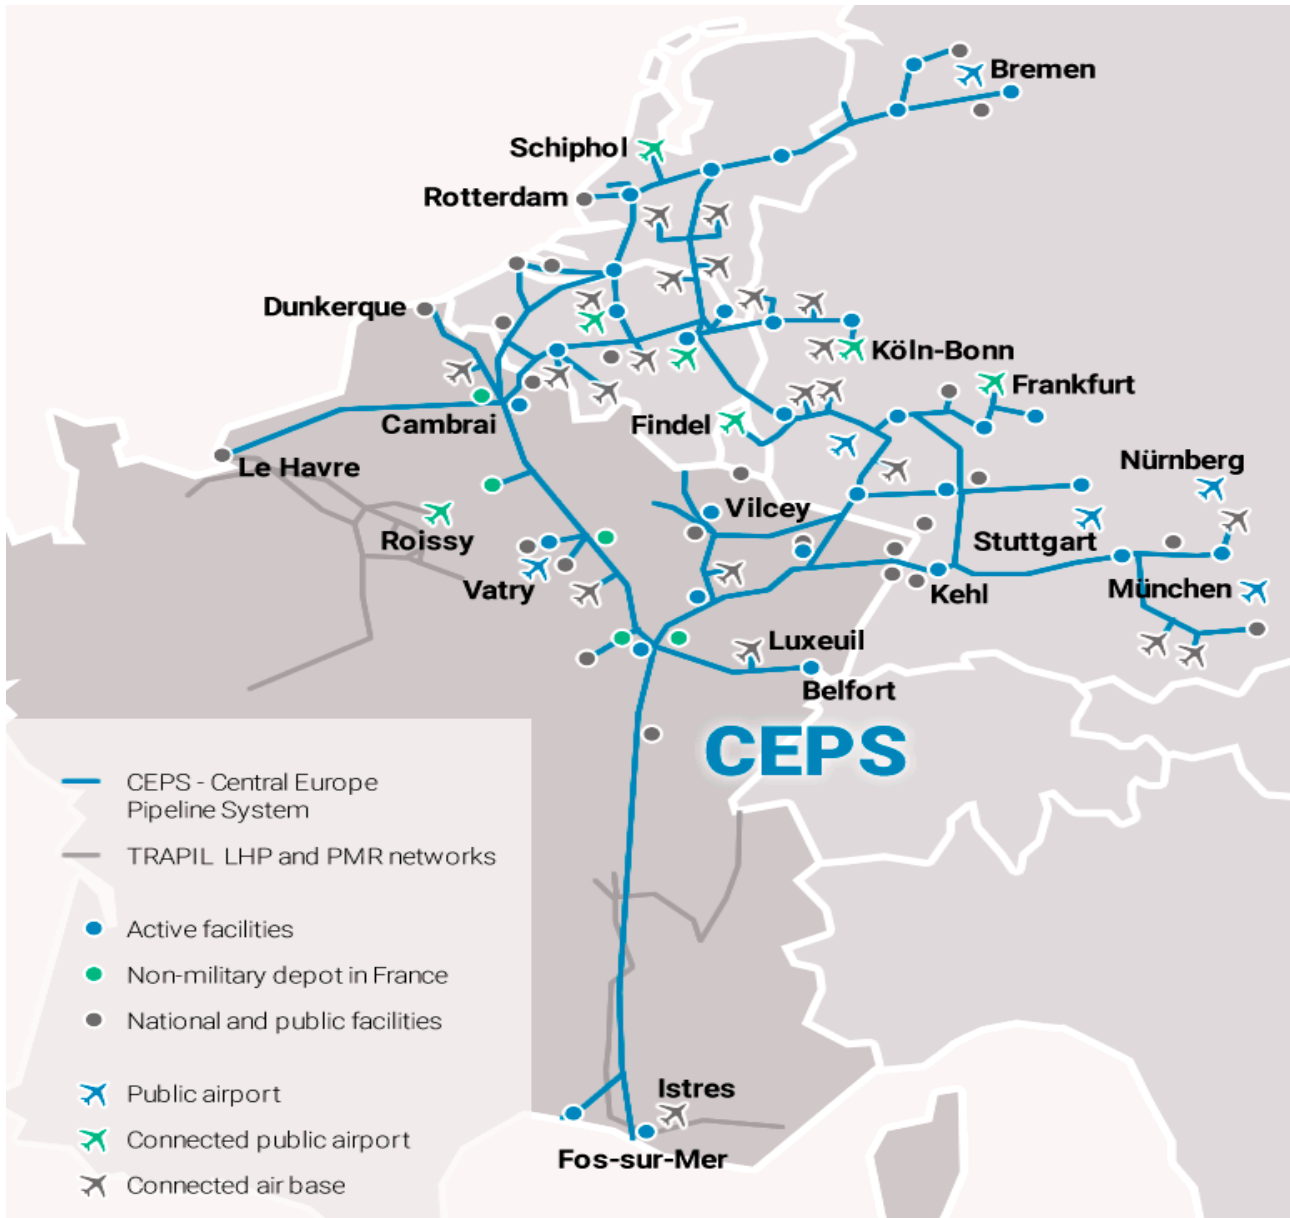 Bremen
Schiphol
Rotterdam
Dunkerque
Köln-Bonn
Frankfurt
Cambrai
Findel
Le Havre
Nürnberg
Vilcey
Roissy
Stuttgart
Vatry
Kehl
München
Luxeuil
Belfort
CEPS
CEPS - Central Europe
Pipeline System
TRAPIL LHP and PMR networks
Active facilities
Non-military depot in France
National and public facilities
Public airport
Connected public airport
Connected air base
Istres
Fos-sur-Mer